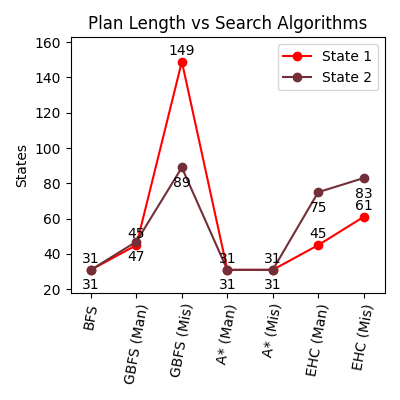 Plan Length vs Search Algorithms
States
160
140
120
100
80
60
40
20
State 1
State 2
149
89
45
47
31
31
31
31
31
31
45
75
83
61
BFS
GBFS (Man)
GBFS (Mis)
A* (Man)
A* (Mis)
EHC (Man)
EHC (Mis)